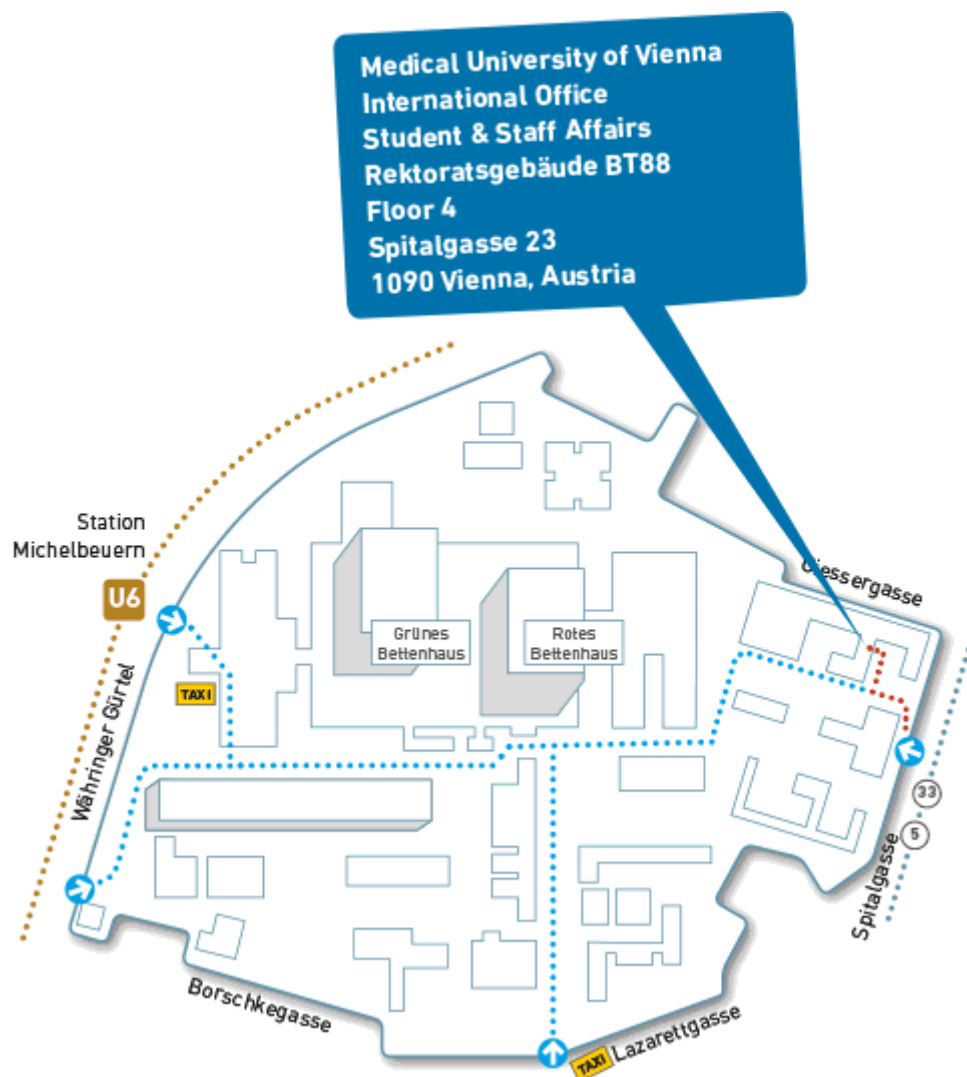 Medical University of Vienna
International Office
Student & Staff Affairs
Rektoratsgebäude BT88
Floor 4
Spitalgasse 23
1090 Vienna, Austria
Station
Michelbeuern
U6
Giessergasse
Grünes
Bettenhaus
Rotes
Bettenhaus
TAXI
Währinger Gürtel
33
5
Spitalgasse
Borschkegasse
TAXI
Lazarettgasse